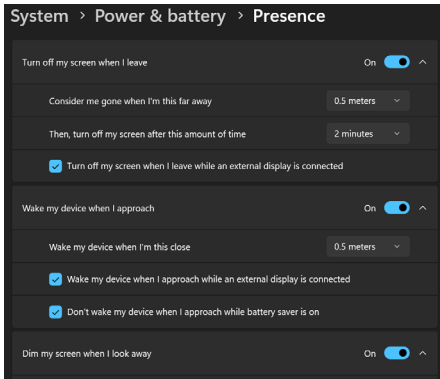 System > Power & battery > Presence
Turn off my screen when I leave On
Consider me gone when I'm this far away 0.5 meters
Then, turn off my screen after this amount of time 2 minutes
Turn off my screen when I leave while an external display is connected
Wake my device when I approach On
Wake my device when I'm this close 0.5 meters
Wake my device when I approach while an external display is connected
Don't wake my device when I approach while battery saver is on
Dim my screen when I look away On